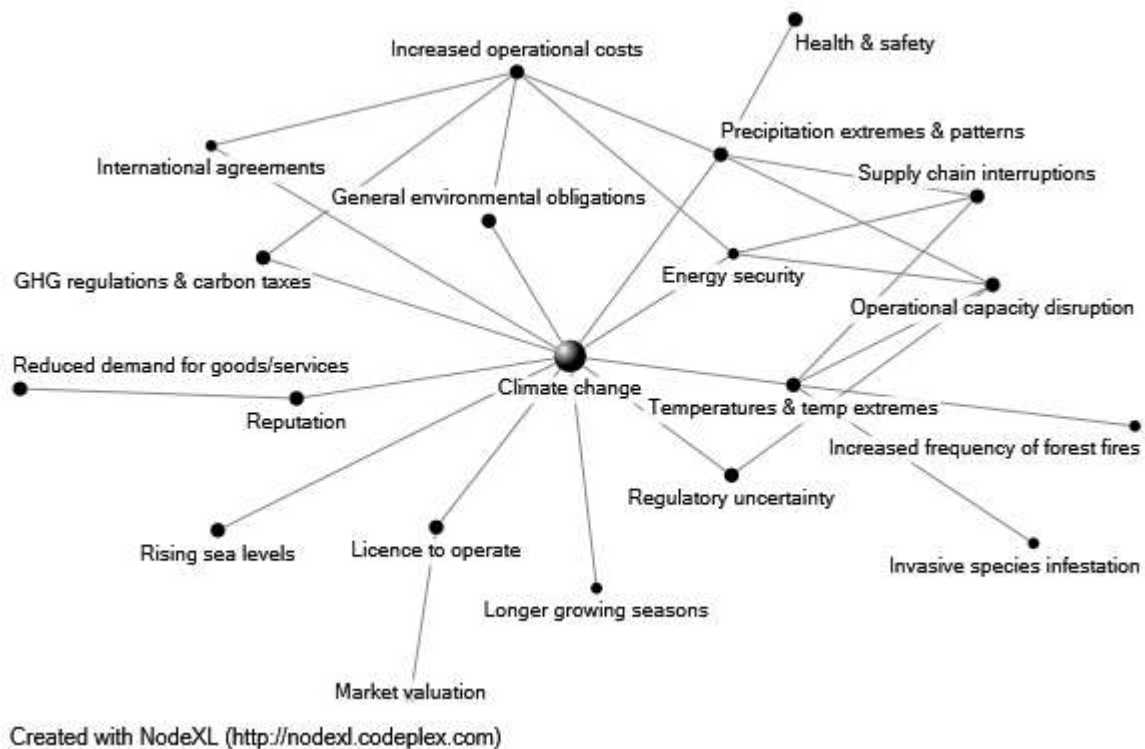 Increased operational costs
Health & safety
Precipitation extremes & patterns
International agreements
Supply chain interruptions
General environmental obligations
GHG regulations & carbon taxes
Energy security
Operational capacity disruption
Reduced demand for goods/services
Climate change
Temperatures & temp extremes
Reputation
Increased frequency of forest fires
Regulatory uncertainty
Rising sea levels
Licence to operate
Invasive species infestation
Longer growing seasons
Market valuation
Created with NodeXL (http://nodexl.codeplex.com)